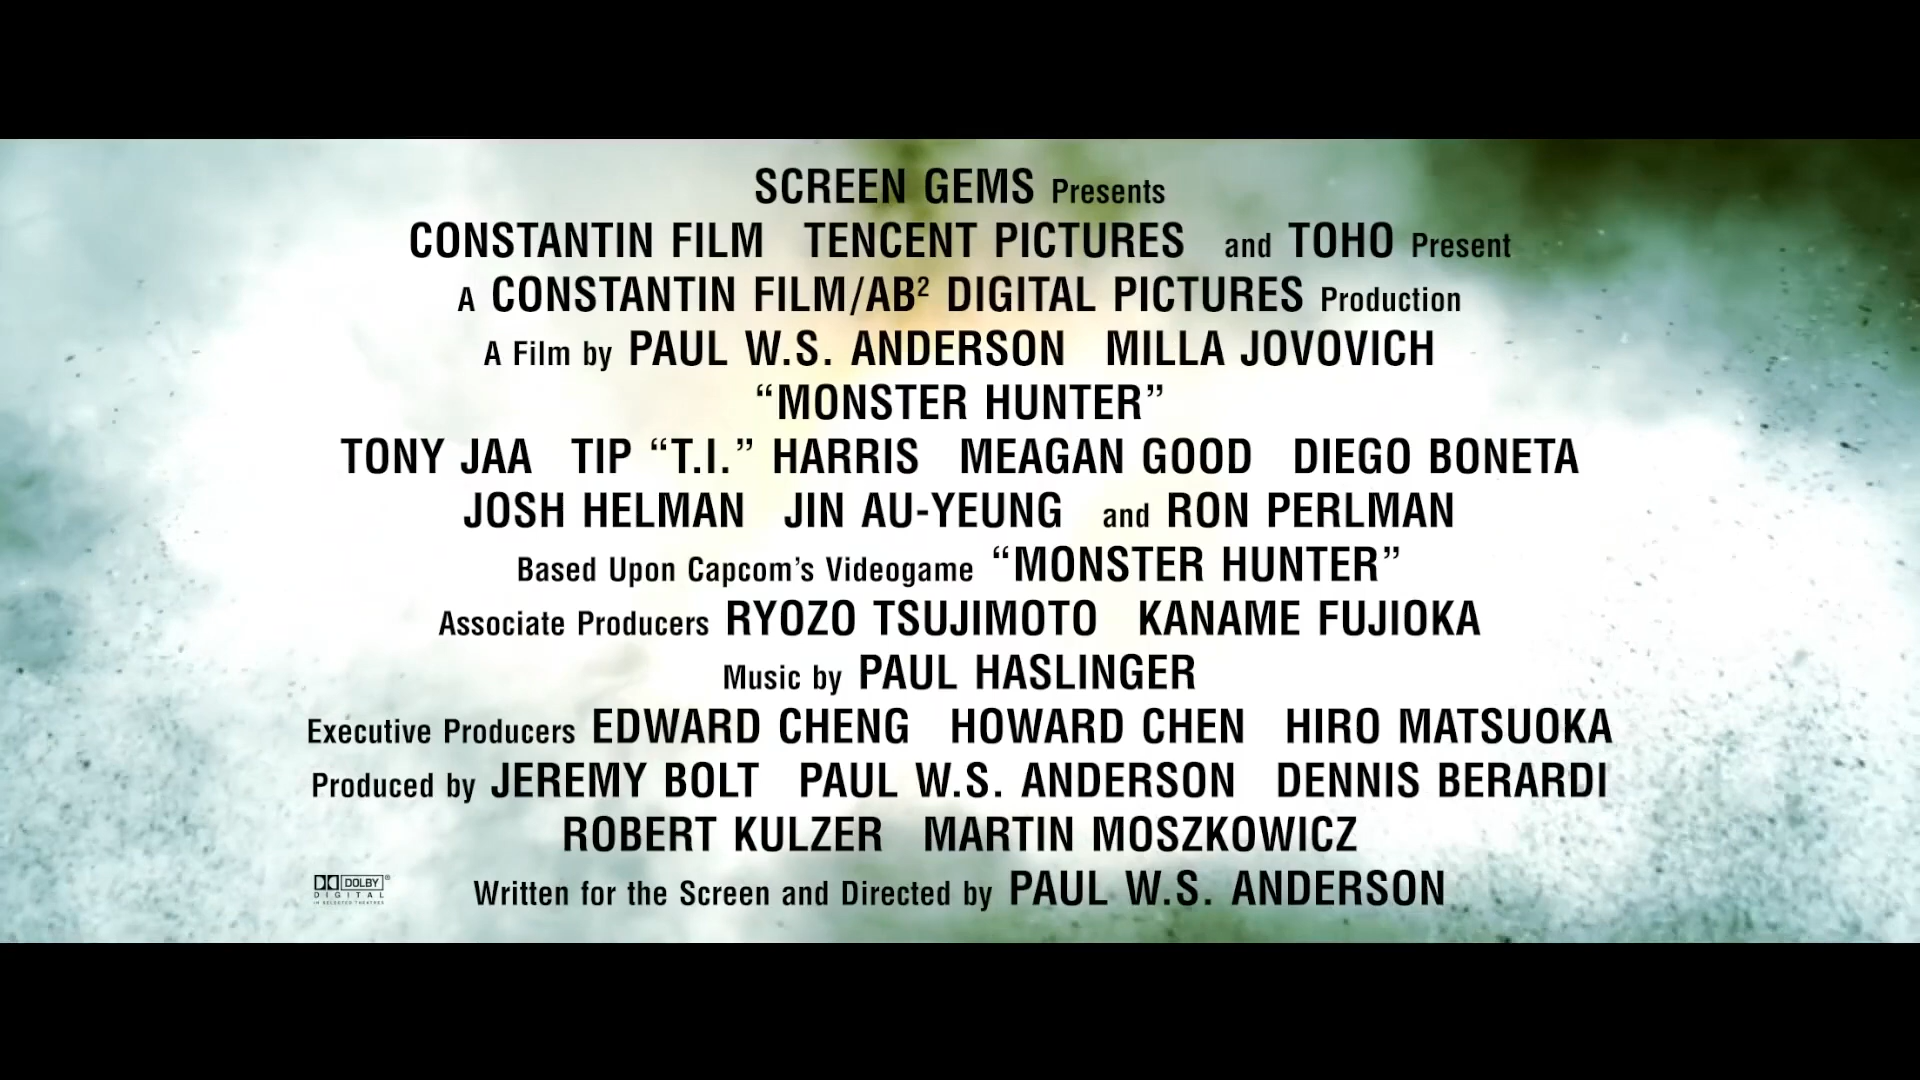 SCREEN GEMS Presents
CONSTANTIN FILM TENCENT PICTURES and TOHO Present
A CONSTANTIN FILM/AB² DIGITAL PICTURES Production
A Film by PAUL W.S. ANDERSON MILLA JOVOVICH
“MONSTER HUNTER”
TONY JAA TIP “T.I.” HARRIS MEAGAN GOOD DIEGO BONETA
JOSH HELMAN JIN AU-YEUNG and RON PERLMAN
Based Upon Capcom’s Videogame “MONSTER HUNTER”
Associate Producers RYOZO TSUJIMOTO KANAME FUJIOKA
Music by PAUL HASLINGER
Executive Producers EDWARD CHENG HOWARD CHEN HIRO MATSUOKA
Produced by JEREMY BOLT PAUL W.S. ANDERSON DENNIS BERARDI
ROBERT KULZER MARTIN MOSZKOWICZ
Written for the Screen and Directed by PAUL W.S. ANDERSON
DOLBY®
DIGITAL
IN SELECTED THEATRES